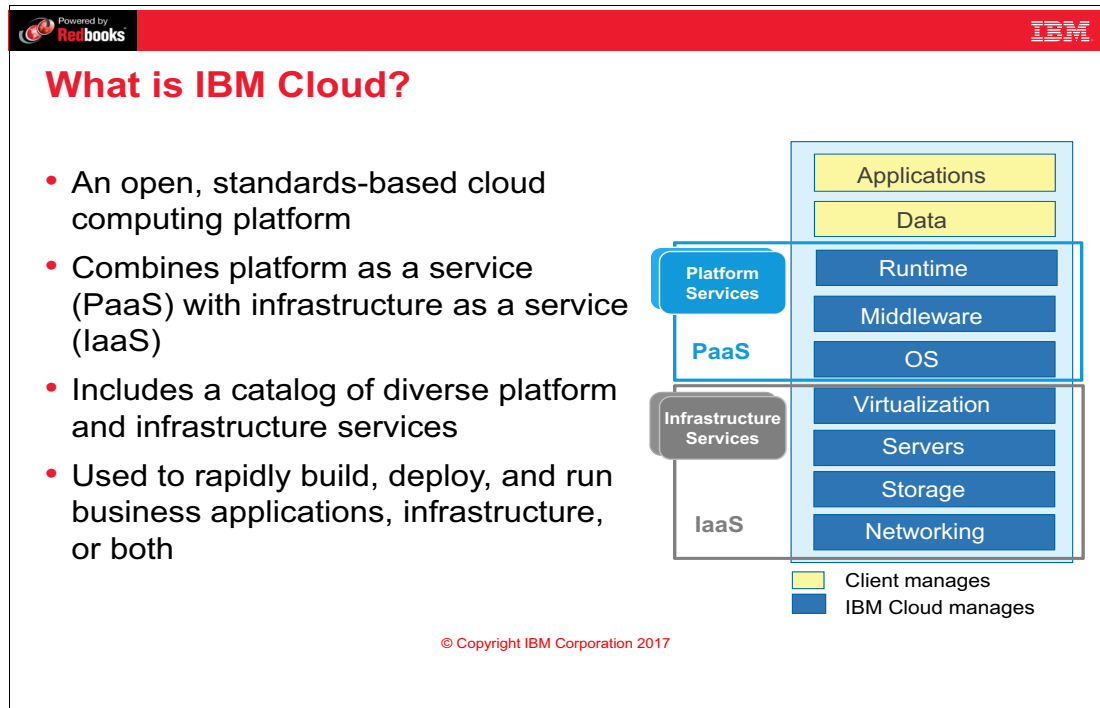 Powered by
Redbooks
IBM
What is IBM Cloud?
• An open, standards-based cloud
computing platform
• Combines platform as a service
(PaaS) with infrastructure as a service
(IaaS)
• Includes a catalog of diverse platform
and infrastructure services
• Used to rapidly build, deploy, and run
business applications, infrastructure,
or both
Applications
Data
Platform
Services
PaaS
Runtime
Middleware
OS
Infrastructure
Services
IaaS
Virtualization
Servers
Storage
Networking
Client manages
IBM Cloud manages
© Copyright IBM Corporation 2017